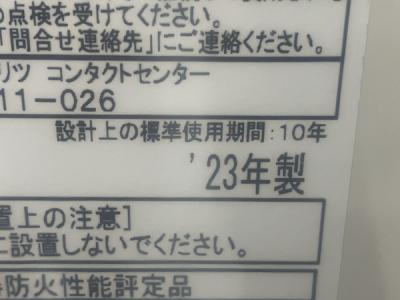 の点検を受けてください。
「問合せ連絡先」にご連絡ください。
リツ コンタクトセンター
11-026
設計上の標準使用期間:10年
'23年製
置上の注意]
に設置しないでください。
防火性能評定品